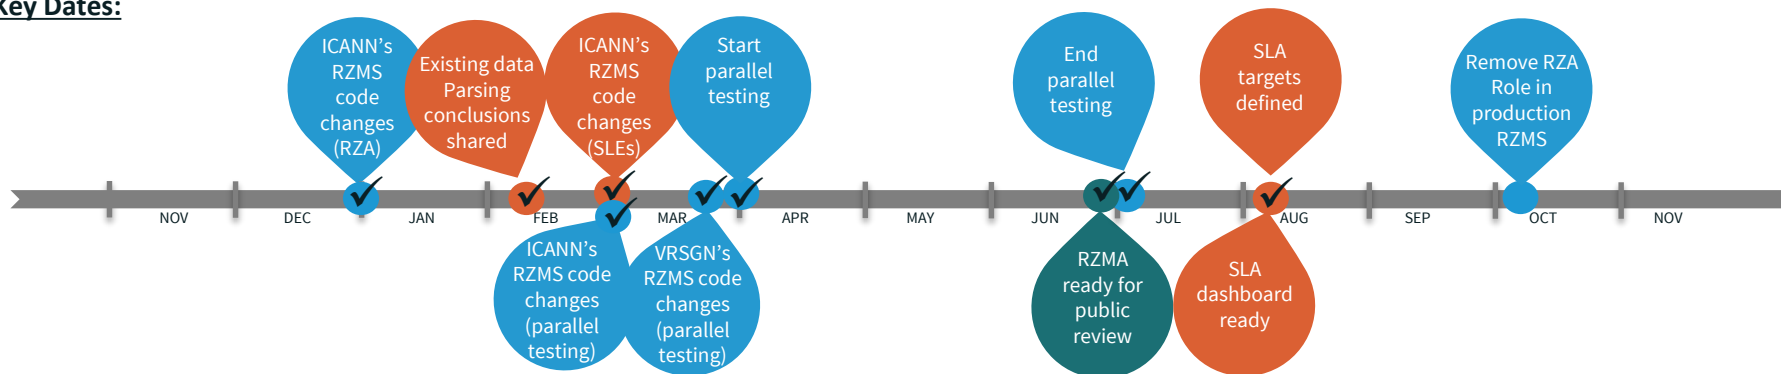 Key Dates:
ICANN's
RZMS
code
changes
(RZA)
Existing data
Parsing
conclusions
shared
ICANN's
RZMS
code
changes
(SLEs)
Start
parallel
testing
End
parallel
testing
SLA
targets
defined
Remove RZA
Role in
production
RZMS
NOV
DEC
JAN
FEB
MAR
APR
MAY
JUN
JUL
AUG
SEP
OCT
NOV
ICANN's
RZMS code
changes
(parallel
testing)
VRSGN's
RZMS code
changes
(parallel
testing)
RZMA
ready for
public
review
SLA
dashboard
ready